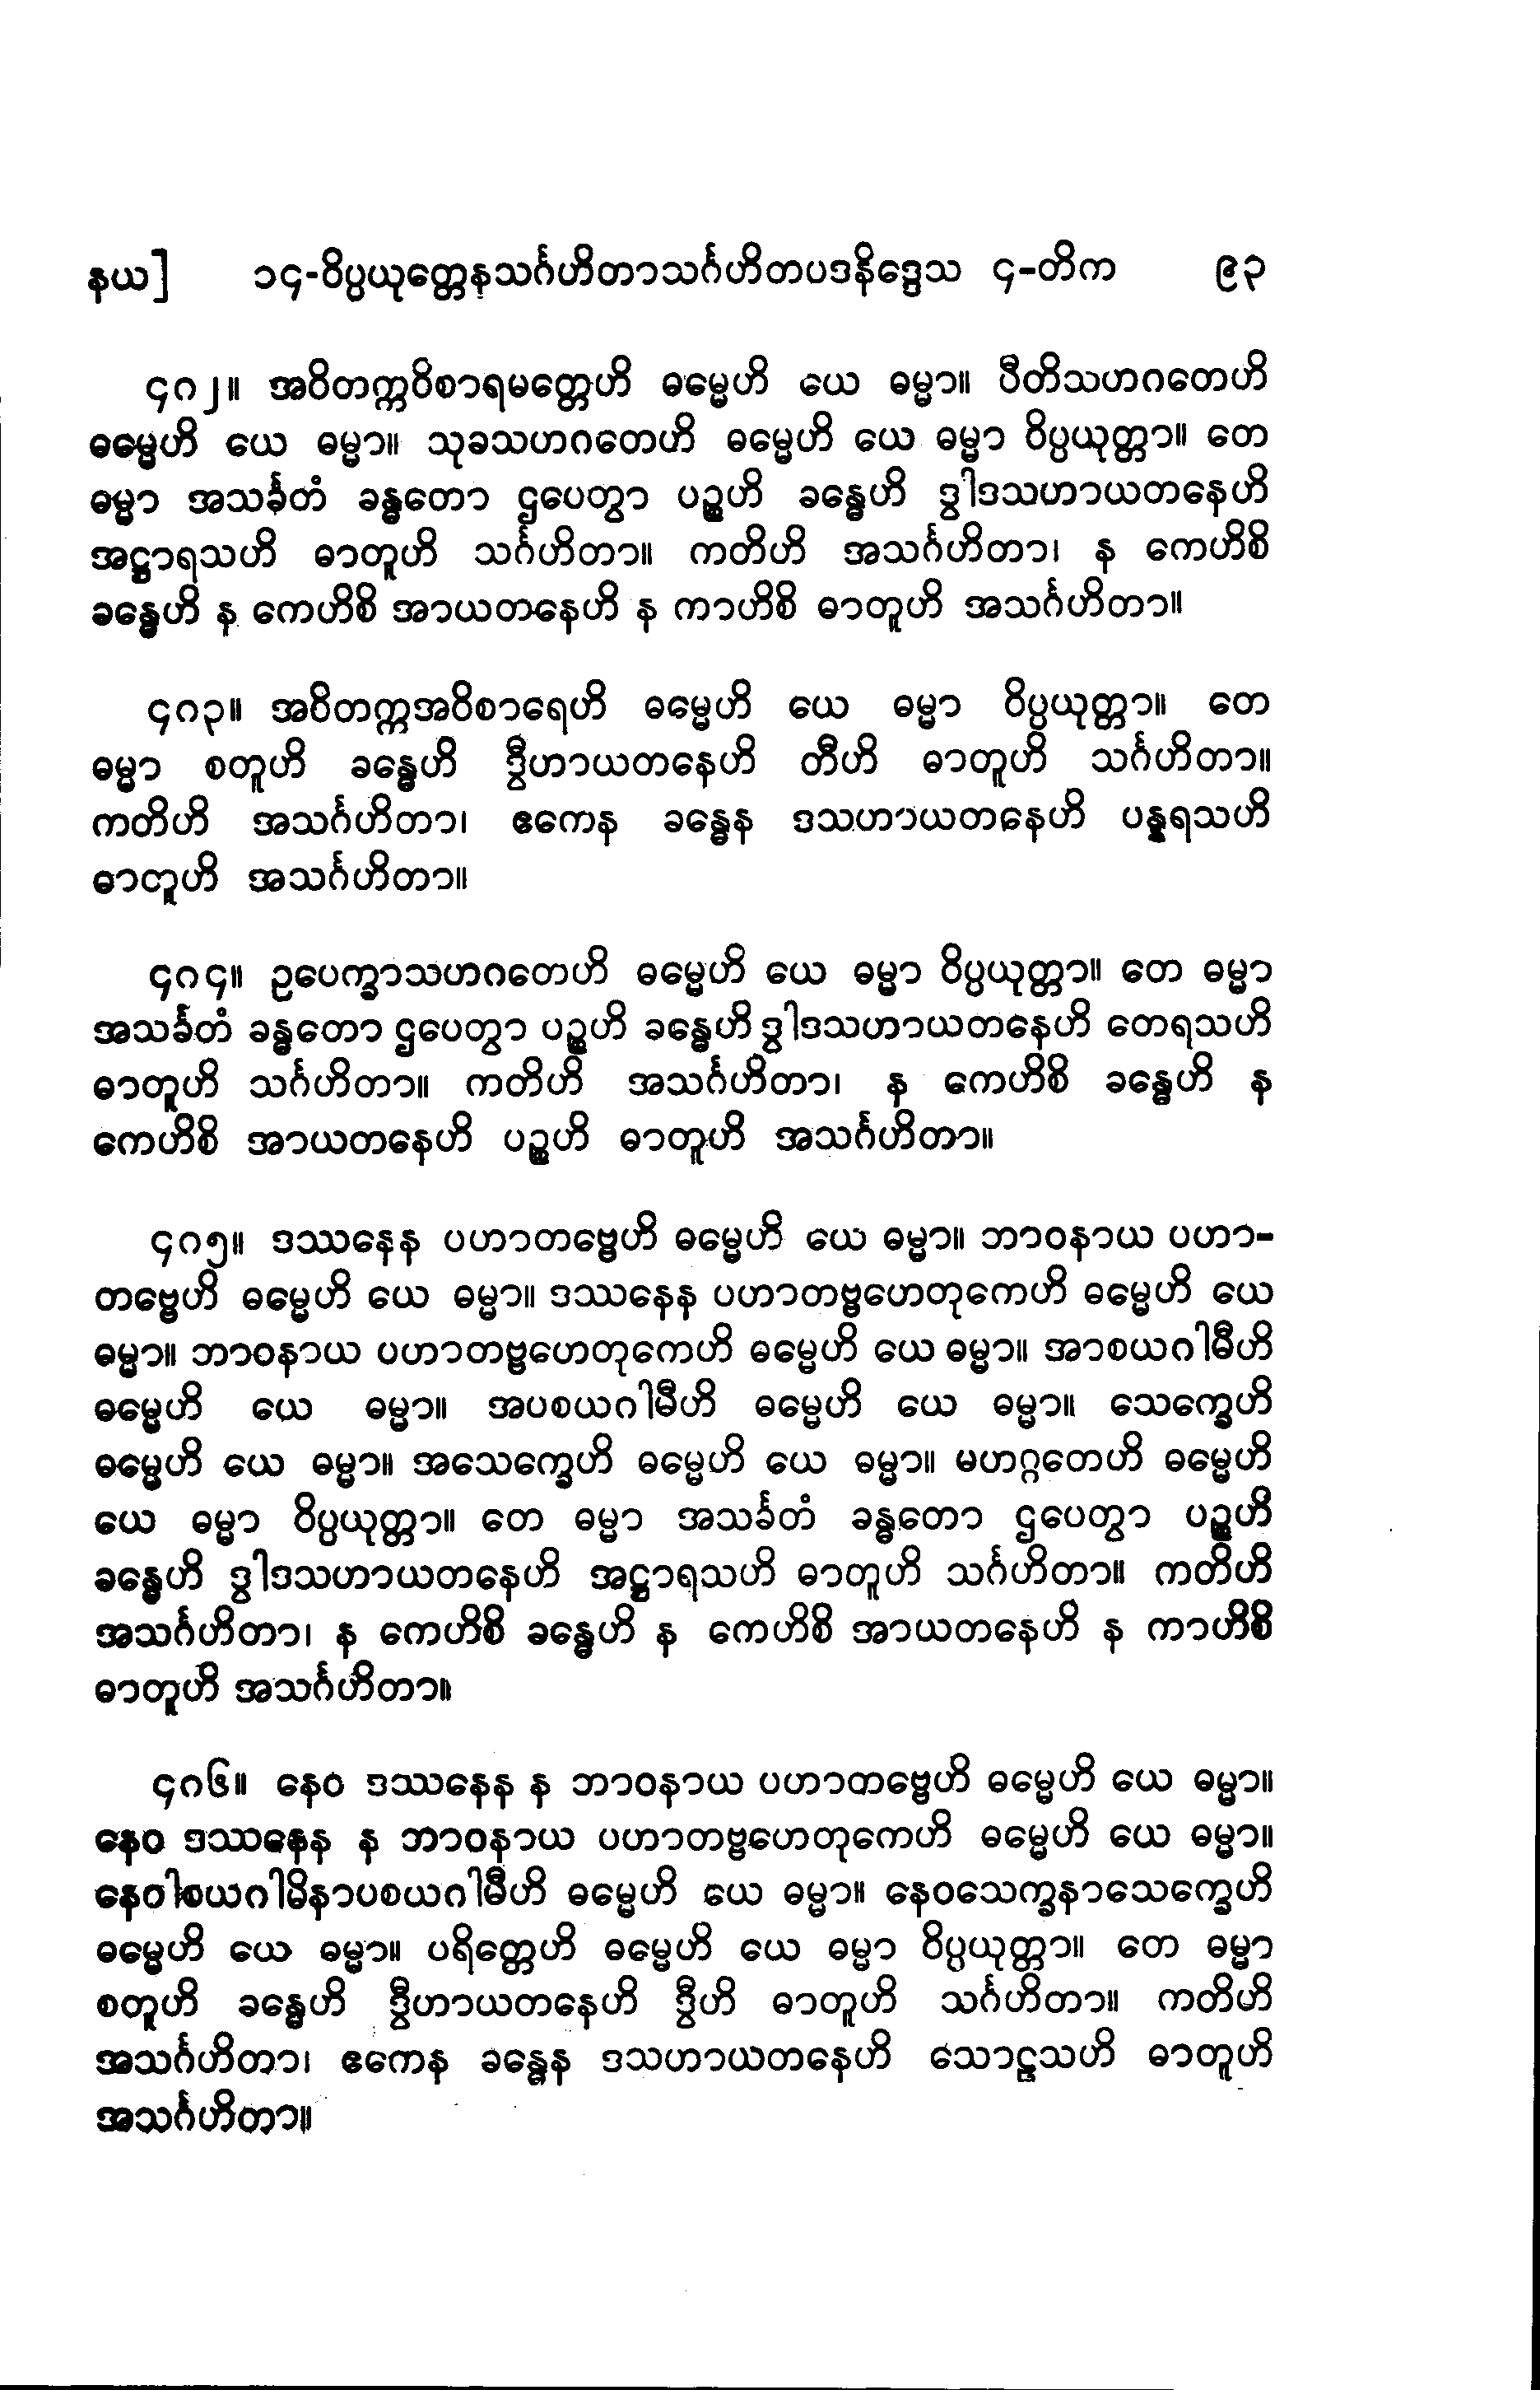 နယ] ၁၄-ဝိပ္ပယုတ္တေနသင်္ဂဟိတာသင်္ဂဟိတပဒနိဒ္ဒေသ ၄-တိက ၉၃
၄၈၂။ အဝိတက္ကဝိစာရမတ္တေဟိ ဓမ္မေဟိ ယေ ဓမ္မာ။ ပီတိသဟဂတေဟိ
ဓမ္မေဟိ ယေ ဓမ္မာ။ သုခသဟဂတေဟိ ဓမ္မေဟိ ယေ ဓမ္မာ ဝိပ္ပယုတ္တာ။ တေ
ဓမ္မာ အသင်္ခတံ ခန္ဓတော ဌပေတွာ ပဉ္စဟိ ခန္ဓေဟိ ဒွါဒသဟာယတနေဟိ
အဋ္ဌာရသဟိ ဓာတူဟိ သင်္ဂဟိတာ။ ကတိဟိ အသင်္ဂဟိတာ၊ န ကေဟိစိ
ခန္ဓေဟိ န ကေဟိစိ အာယတနေဟိ န ကာဟိစိ ဓာတူဟိ အသင်္ဂဟိတာ။
၄၈၃။ အဝိတက္ကအဝိစာရေဟိ ဓမ္မေဟိ ယေ ဓမ္မာ ဝိပ္ပယုတ္တာ။ တေ
ဓမ္မာ စတူဟိ ခန္ဓေဟိ ဒွီဟာယတနေဟိ တီဟိ ဓာတူဟိ သင်္ဂဟိတာ။
ကတိဟိ အသင်္ဂဟိတာ၊ ဧကေန ခန္ဓေန ဒသဟာယတနေဟိ ပန္နရသဟိ
ဓာတူဟိ အသင်္ဂဟိတာ။
၄၈၄။ ဥပေက္ခာသဟဂတေဟိ ဓမ္မေဟိ ယေ ဓမ္မာ ဝိပ္ပယုတ္တာ။ တေ ဓမ္မာ
အသင်္ခတံ ခန္ဓတော ဌပေတွာ ပဉ္စဟိ ခန္ဓေဟိ ဒွါဒသဟာယတနေဟိ တေရသဟိ
ဓာတူဟိ သင်္ဂဟိတာ။ ကတိဟိ အသင်္ဂဟိတာ၊ န ကေဟိစိ ခန္ဓေဟိ န
ကေဟိစိ အာယတနေဟိ ပဉ္စဟိ ဓာတူဟိ အသင်္ဂဟိတာ။
၄၈၅။ ဒဿနေန ပဟာတဗ္ဗေဟိ ဓမ္မေဟိ ယေ ဓမ္မာ။ ဘာဝနာယ ပဟာ-
တဗ္ဗေဟိ ဓမ္မေဟိ ယေ ဓမ္မာ။ ဒဿနေန ပဟာတဗ္ဗဟေတုကေဟိ ဓမ္မေဟိ ယေ
ဓမ္မာ။ ဘာဝနာယ ပဟာတဗ္ဗဟေတုကေဟိ ဓမ္မေဟိ ယေ ဓမ္မာ။ အာစယဂါမီဟိ
ဓမ္မေဟိ ယေ ဓမ္မာ။ အပစယဂါမီဟိ ဓမ္မေဟိ ယေ ဓမ္မာ။ သေက္ခေဟိ
ဓမ္မေဟိ ယေ ဓမ္မာ။ အသေက္ခေဟိ ဓမ္မေဟိ ယေ ဓမ္မာ။ မဟဂ္ဂတေဟိ ဓမ္မေဟိ
ယေ ဓမ္မာ ဝိပ္ပယုတ္တာ။ တေ ဓမ္မာ အသင်္ခတံ ခန္ဓတော ဌပေတွာ ပဉ္စဟိ
ခန္ဓေဟိ ဒွါဒသဟာယတနေဟိ အဋ္ဌာရသဟိ ဓာတူဟိ သင်္ဂဟိတာ။ ကတိဟိ
အသင်္ဂဟိတာ၊ န ကေဟိစိ ခန္ဓေဟိ န ကေဟိစိ အာယတနေဟိ န ကာဟိစိ
ဓာတူဟိ အသင်္ဂဟိတာ။
၄၈၆။ နေဝ ဒဿနေန န ဘာဝနာယ ပဟာတဗ္ဗေဟိ ဓမ္မေဟိ ယေ ဓမ္မာ။
နေဝ ဒဿနေန န ဘာဝနာယ ပဟာတဗ္ဗဟေတုကေဟိ ဓမ္မေဟိ ယေ ဓမ္မာ။
နေဝါစယဂါမိနာပစယဂါမီဟိ ဓမ္မေဟိ ယေ ဓမ္မာ။ နေဝသေက္ခနာသေက္ခေဟိ
ဓမ္မေဟိ ယေ ဓမ္မာ။ ပရိတ္တေဟိ ဓမ္မေဟိ ယေ ဓမ္မာ ဝိပ္ပယုတ္တာ။ တေ ဓမ္မာ
စတူဟိ ခန္ဓေဟိ ဒွီဟာယတနေဟိ ဒွီဟိ ဓာတူဟိ သင်္ဂဟိတာ။ ကတိဟိ
အသင်္ဂဟိတာ၊ ဧကေန ခန္ဓေန ဒသဟာယတနေဟိ သောဠသဟိ ဓာတူဟိ
အသင်္ဂဟိတာ။